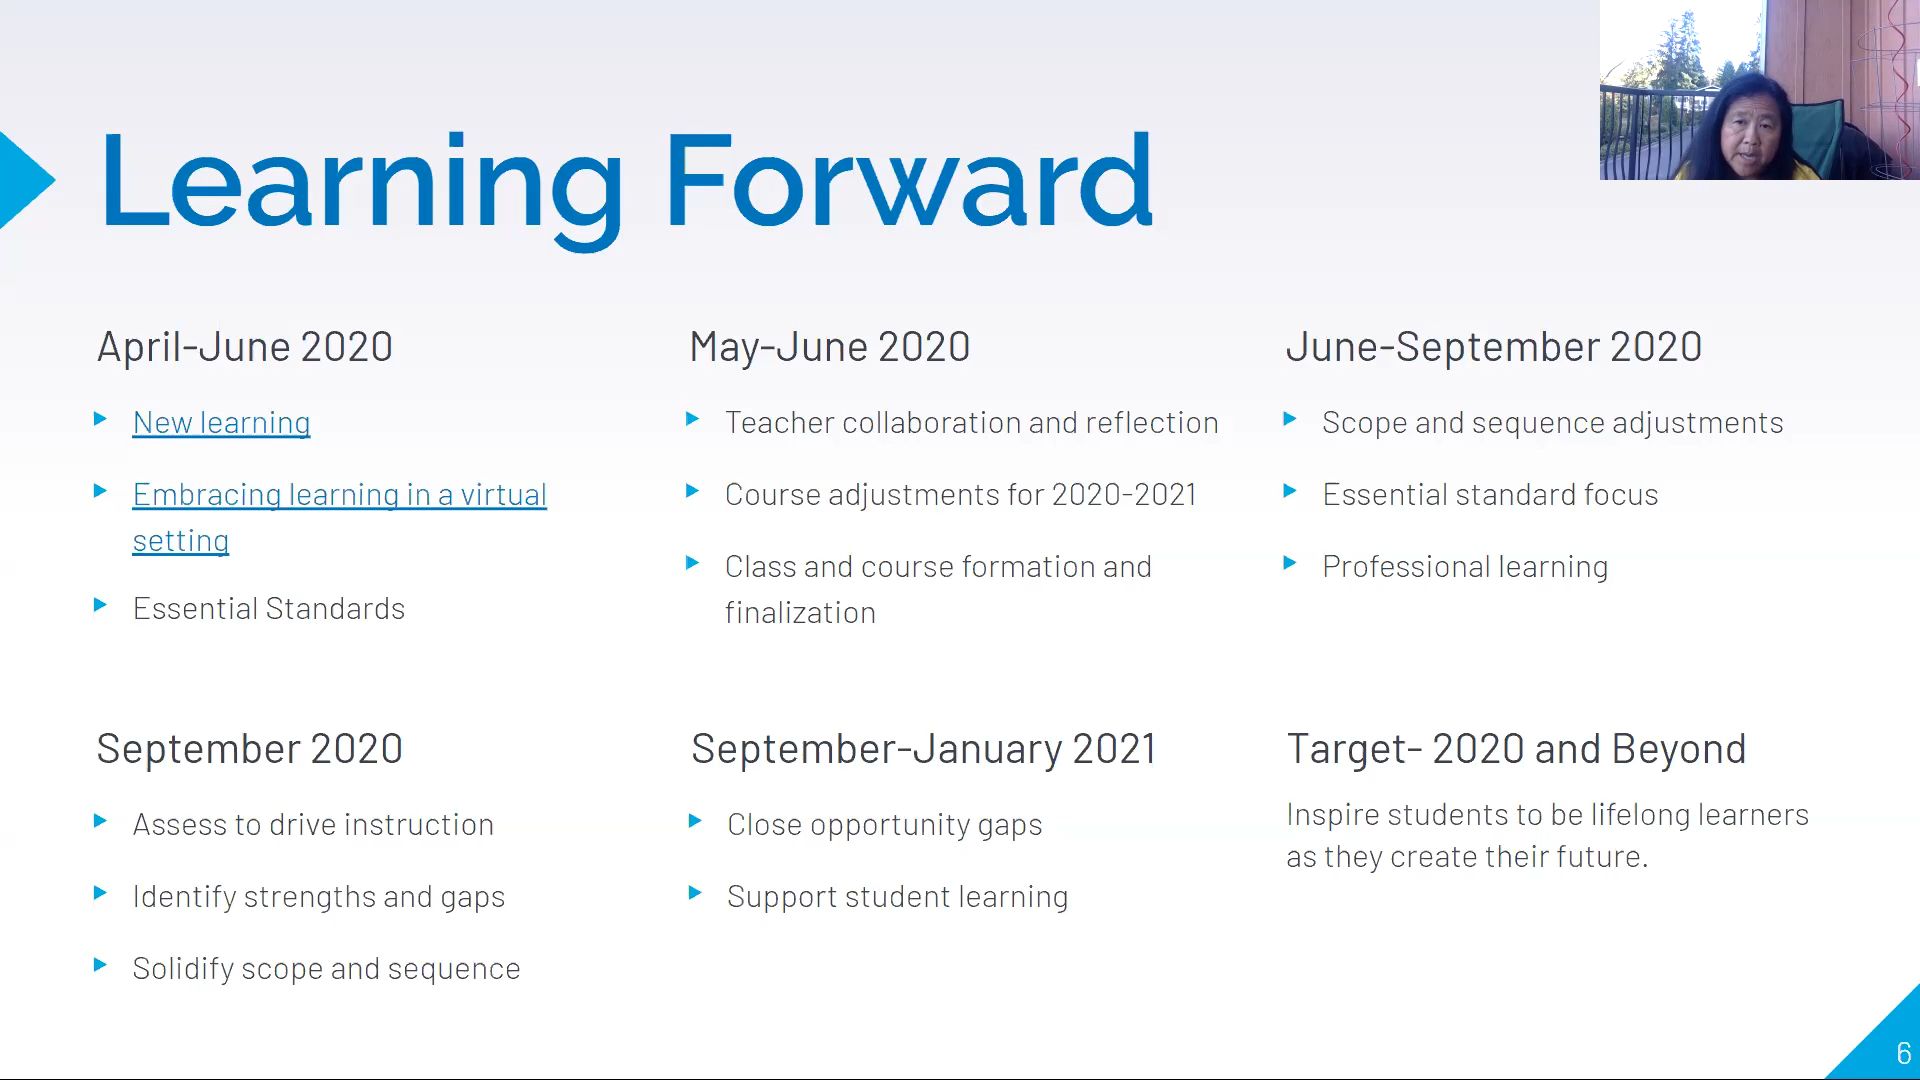 Learning Forward
April-June 2020
New learning
Embracing learning in a virtual
setting
Essential Standards
May-June 2020
Teacher collaboration and reflection
Course adjustments for 2020-2021
Class and course formation and
finalization
June-September 2020
Scope and sequence adjustments
Essential standard focus
Professional learning
September 2020
Assess to drive instruction
Identify strengths and gaps
Solidify scope and sequence
September-January 2021
Close opportunity gaps
Support student learning
Target- 2020 and Beyond
Inspire students to be lifelong learners
as they create their future.
6